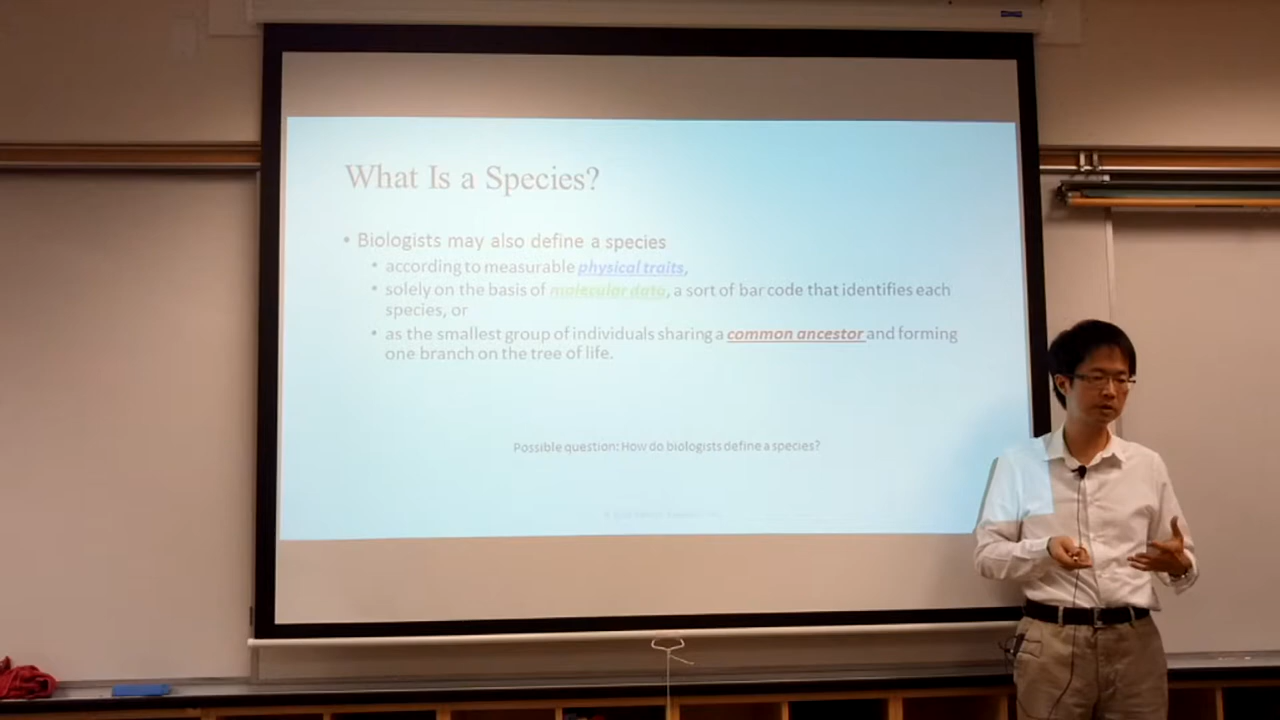 What Is a Species?
• Biologists may also define a species
• according to measurable physical traits,
• solely on the basis of molecular data, a sort of bar code that identifies each
species, or
• as the smallest group of individuals sharing a common ancestor and forming
one branch on the tree of life.
Possible question: How do biologists define a species?